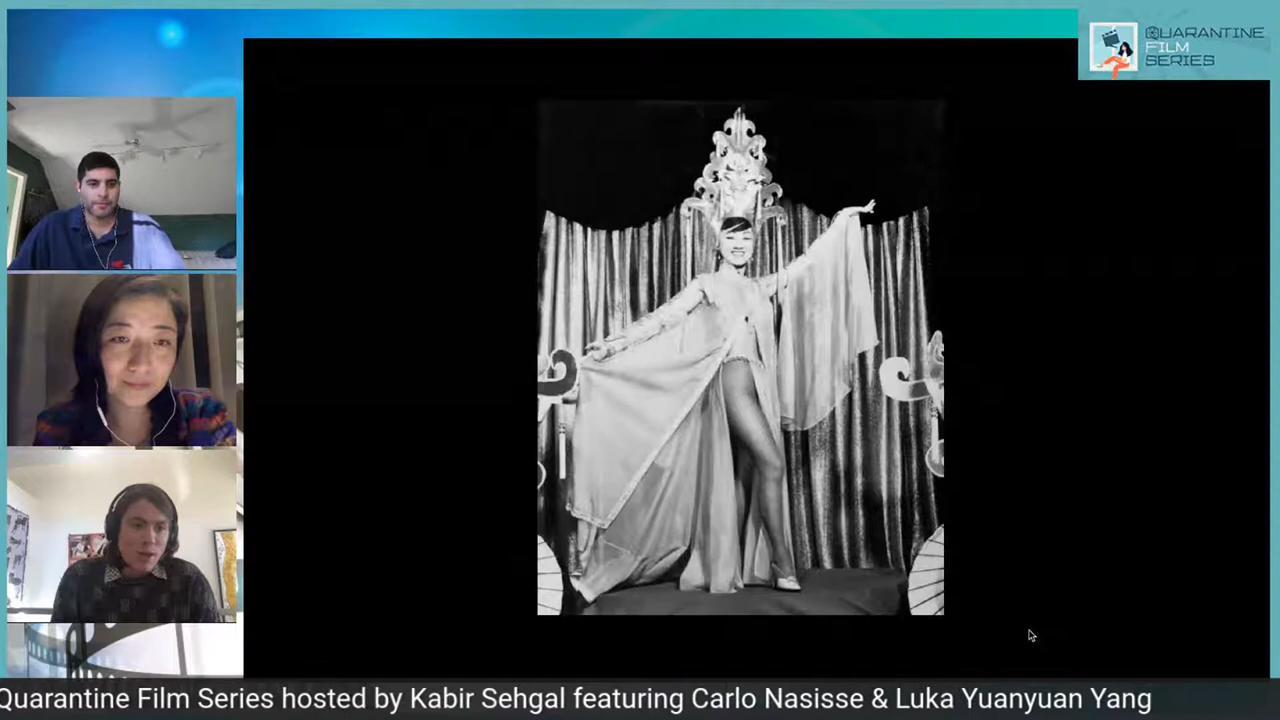 QUARANTINE
FILM
SERIES
Quarantine Film Series hosted by Kabir Sehgal featuring Carlo Nasisse & Luka Yuanyuan Yang